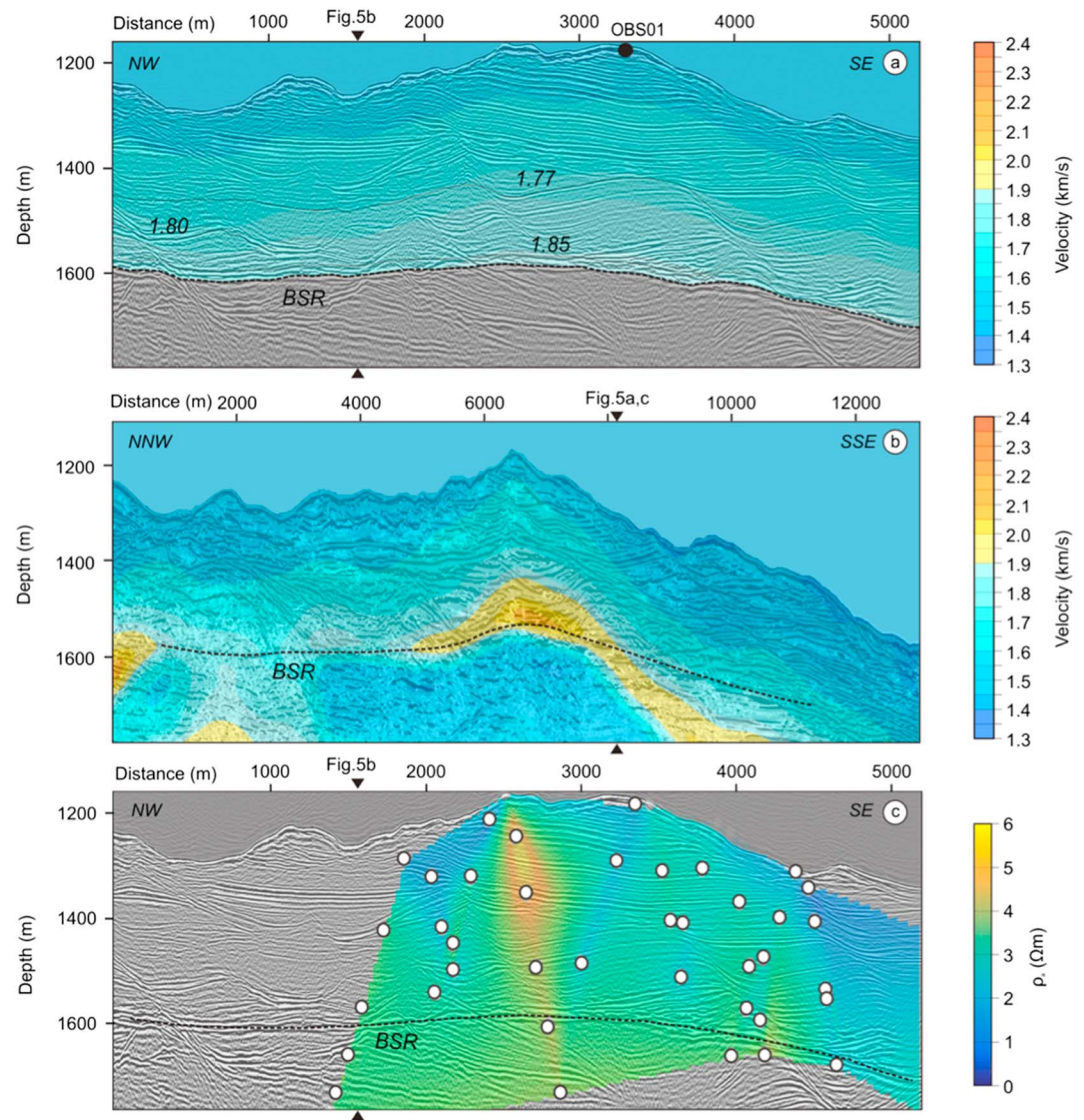 Distance (m) 1000 Fig.5b 2000 3000 4000 5000
OBS01
NW SE a
1200
1400
1600
Depth (m)
1.77
1.80
1.85
BSR
2.4
2.3
2.2
2.1
2.0
1.9
1.8
1.7
1.6
1.5
1.4
1.3
Velocity (km/s)
Distance (m) 2000 4000 6000 Fig.5a,c 10000 12000
NNW SSE b
1200
1400
1600
Depth (m)
BSR
2.4
2.3
2.2
2.1
2.0
1.9
1.8
1.7
1.6
1.5
1.4
1.3
Velocity (km/s)
Distance (m) 1000 Fig.5b 2000 3000 4000 5000
NW SE c
1200
1400
1600
Depth (m)
BSR
6
5
4
3
2
1
0
(Ωm)